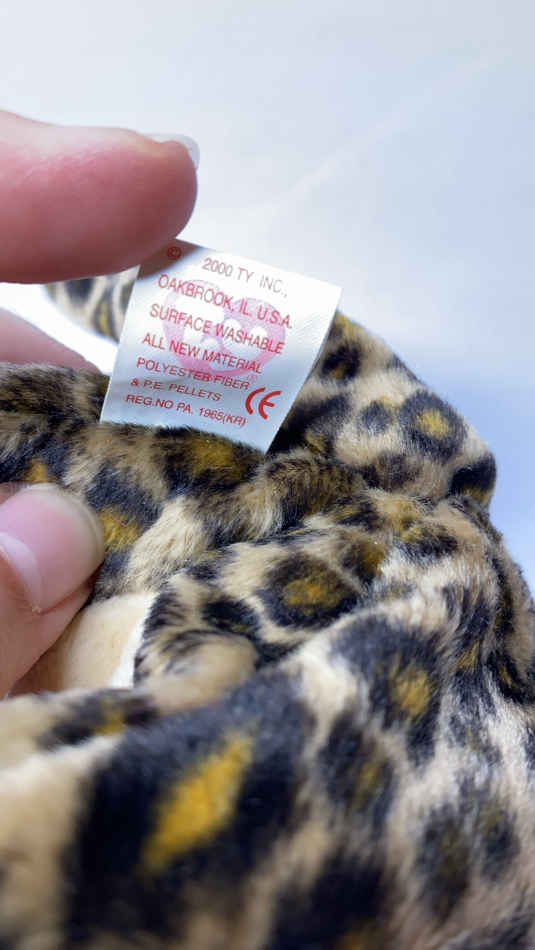 © 2000 TY INC.,
OAKBROOK, IL. U.S.A.
SURFACE WASHABLE
ALL NEW MATERIAL
POLYESTER FIBER
& P.E. PELLETS CE
REG.NO PA. 1965(KR)